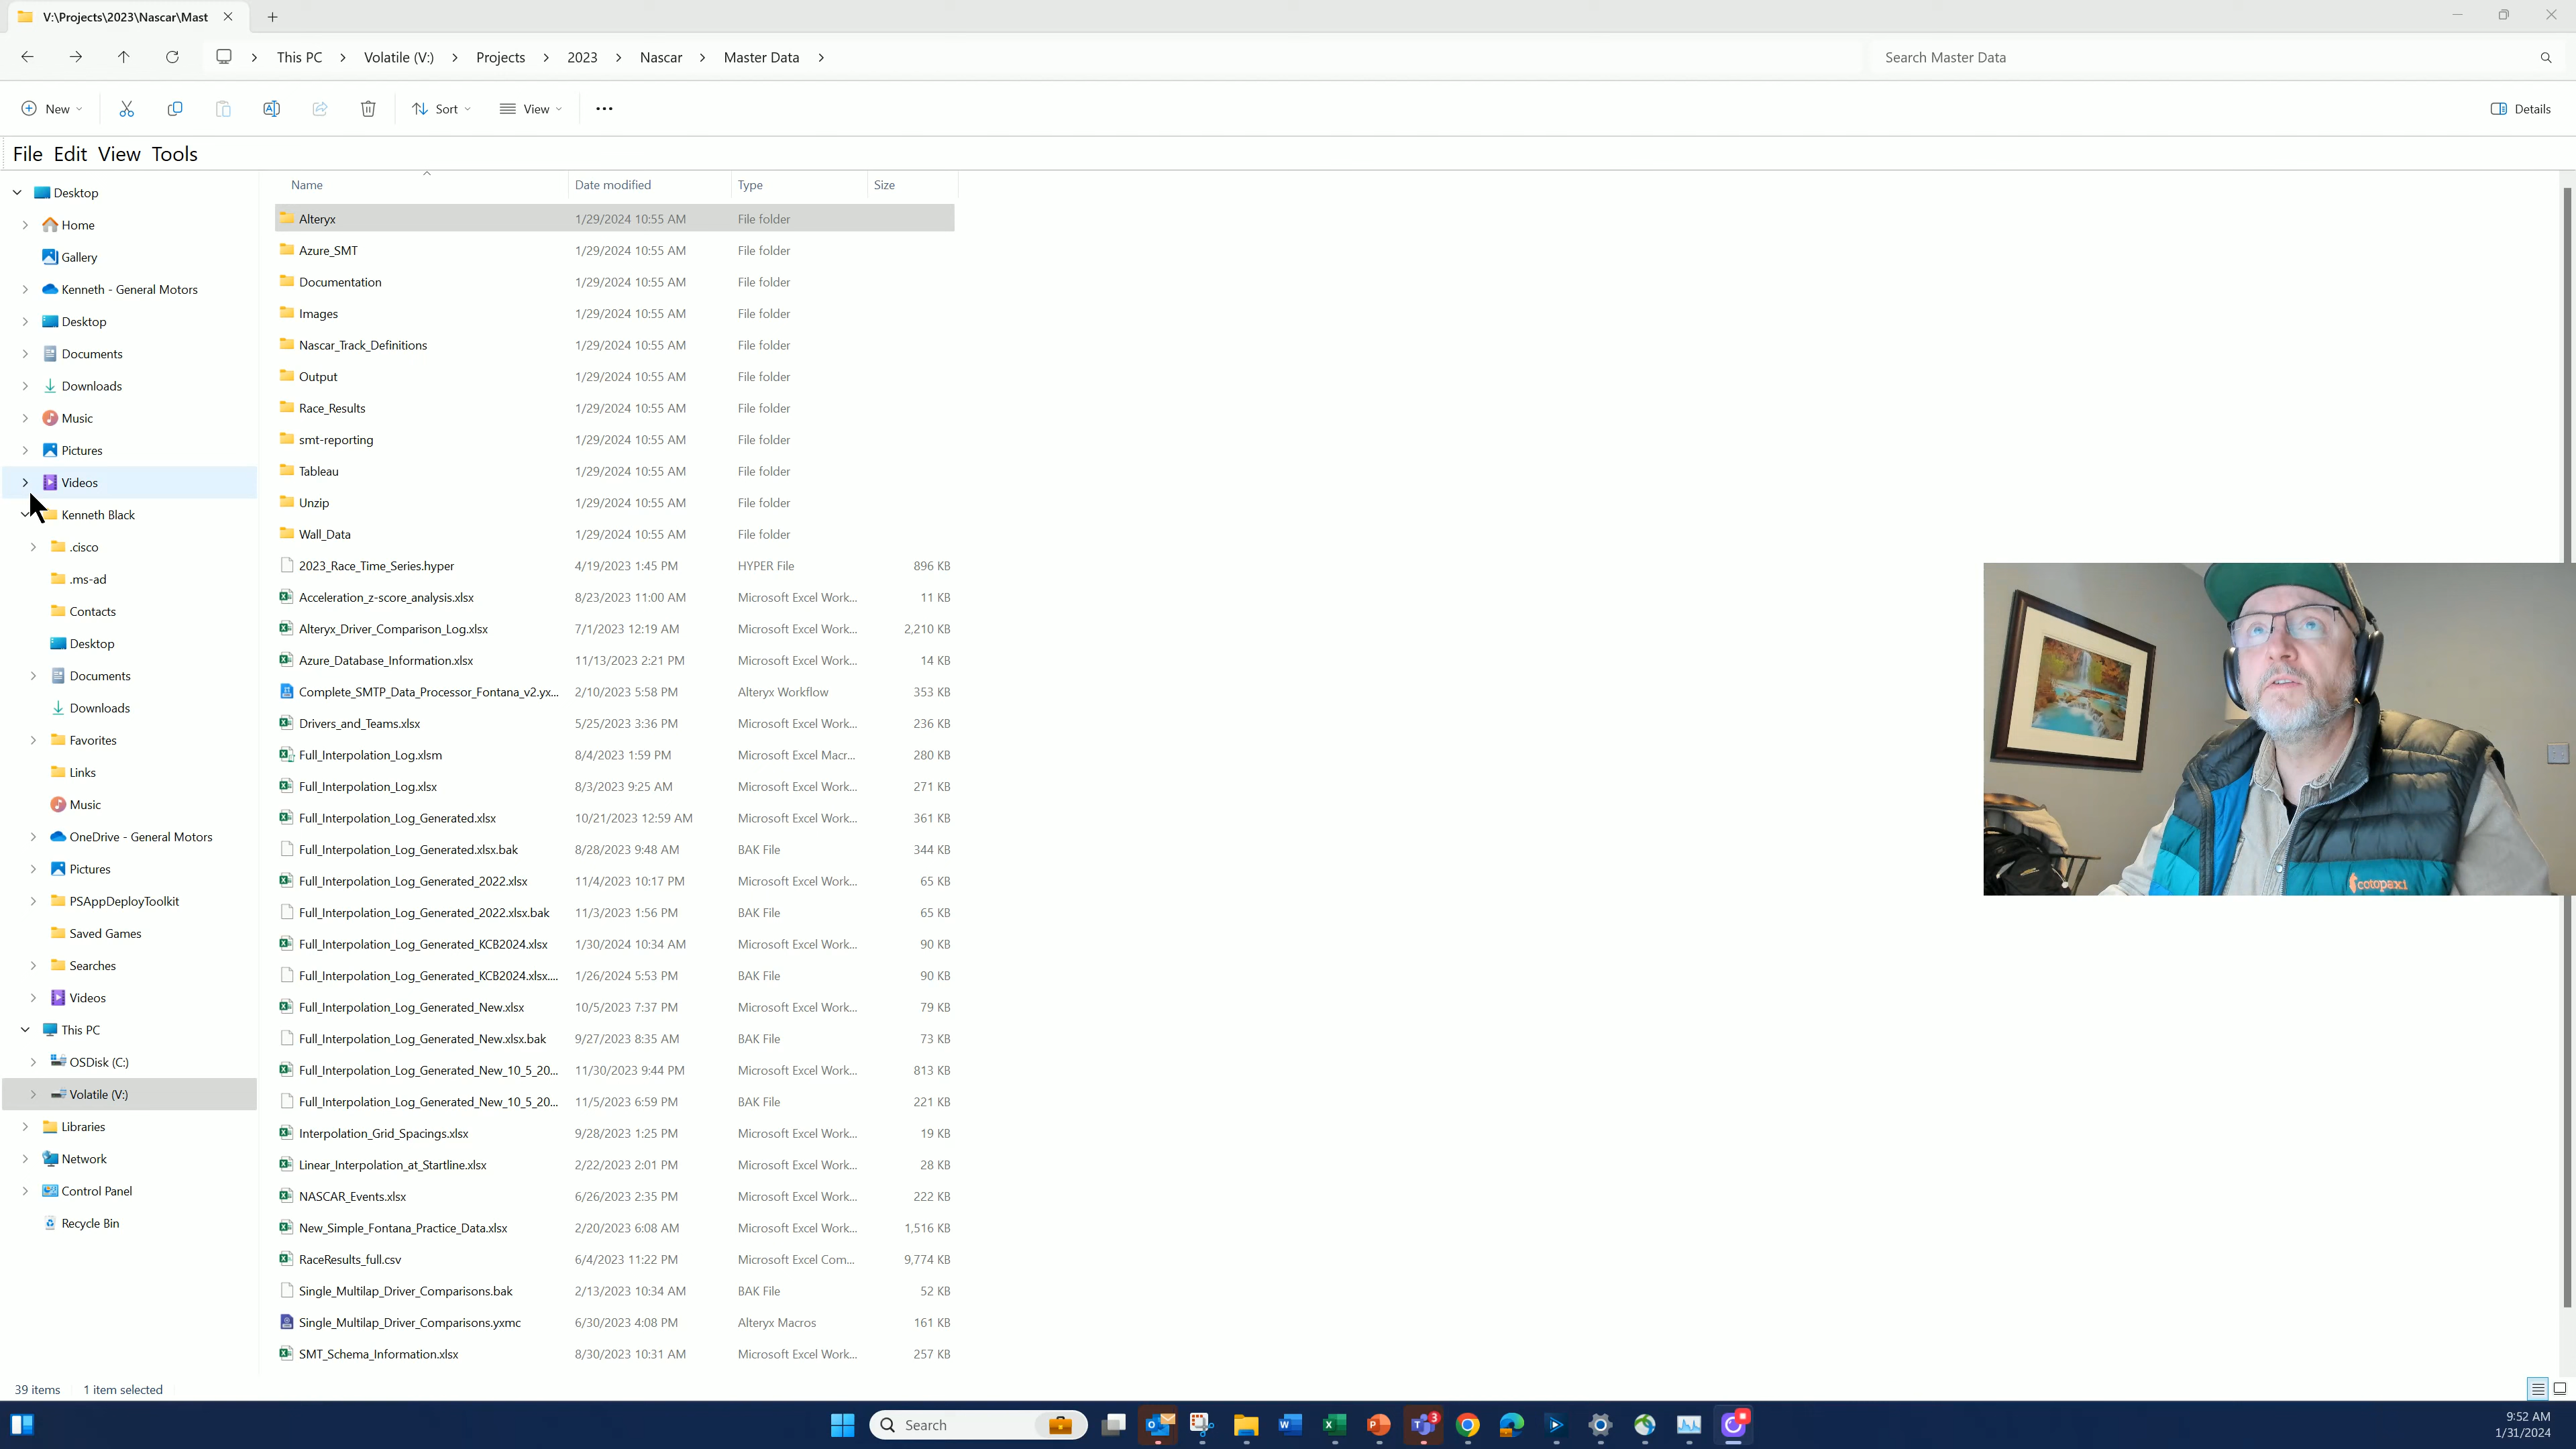 V:\Projects\2023\Nascar\Mast
This PC > Volatile (V:) > Projects > 2023 > Nascar > Master Data >
Search Master Data
New
Sort
View
Details
File Edit View Tools
Desktop
Home
Gallery
Kenneth - General Motors
Desktop
Documents
Downloads
Music
Pictures
Videos
Kenneth Black
.cisco
.ms-ad
Contacts
Desktop
Documents
Downloads
Favorites
Links
Music
OneDrive - General Motors
Pictures
PSAppDeployToolkit
Saved Games
Searches
Videos
This PC
OSDisk (C:)
Volatile (V:)
Libraries
Network
Control Panel
Recycle Bin
Name Date modified Type Size
Alteryx 1/29/2024 10:55 AM File folder
Azure_SMT 1/29/2024 10:55 AM File folder
Documentation 1/29/2024 10:55 AM File folder
Images 1/29/2024 10:55 AM File folder
Nascar_Track_Definitions 1/29/2024 10:55 AM File folder
Output 1/29/2024 10:55 AM File folder
Race_Results 1/29/2024 10:55 AM File folder
smt-reporting 1/29/2024 10:55 AM File folder
Tableau 1/29/2024 10:55 AM File folder
Unzip 1/29/2024 10:55 AM File folder
Wall_Data 1/29/2024 10:55 AM File folder
2023_Race_Time_Series.hyper 4/19/2023 1:45 PM HYPER File 896 KB
Acceleration_z-score_analysis.xlsx 8/23/2023 11:00 AM Microsoft Excel Work... 11 KB
Alteryx_Driver_Comparison_Log.xlsx 7/1/2023 12:19 AM Microsoft Excel Work... 2,210 KB
Azure_Database_Information.xlsx 11/13/2023 2:21 PM Microsoft Excel Work... 14 KB
Complete_SMTP_Data_Processor_Fontana_v2.yx... 2/10/2023 5:58 PM Alteryx Workflow 353 KB
Drivers_and_Teams.xlsx 5/25/2023 3:36 PM Microsoft Excel Work... 236 KB
Full_Interpolation_Log.xlsm 8/4/2023 1:59 PM Microsoft Excel Macr... 280 KB
Full_Interpolation_Log.xlsx 8/3/2023 9:25 AM Microsoft Excel Work... 271 KB
Full_Interpolation_Log_Generated.xlsx 10/21/2023 12:59 AM Microsoft Excel Work... 361 KB
Full_Interpolation_Log_Generated.xlsx.bak 8/28/2023 9:48 AM BAK File 344 KB
Full_Interpolation_Log_Generated_2022.xlsx 11/4/2023 10:17 PM Microsoft Excel Work... 65 KB
Full_Interpolation_Log_Generated_2022.xlsx.bak 11/3/2023 1:56 PM BAK File 65 KB
Full_Interpolation_Log_Generated_KCB2024.xlsx 1/30/2024 10:34 AM Microsoft Excel Work... 90 KB
Full_Interpolation_Log_Generated_KCB2024.xlsx.... 1/26/2024 5:53 PM BAK File 90 KB
Full_Interpolation_Log_Generated_New.xlsx 10/5/2023 7:37 PM Microsoft Excel Work... 79 KB
Full_Interpolation_Log_Generated_New.xlsx.bak 9/27/2023 8:35 AM BAK File 73 KB
Full_Interpolation_Log_Generated_New_10_5_20... 11/30/2023 9:44 PM Microsoft Excel Work... 813 KB
Full_Interpolation_Log_Generated_New_10_5_20... 11/5/2023 6:59 PM BAK File 221 KB
Interpolation_Grid_Spacings.xlsx 9/28/2023 1:25 PM Microsoft Excel Work... 19 KB
Linear_Interpolation_at_Startline.xlsx 2/22/2023 2:01 PM Microsoft Excel Work... 28 KB
NASCAR_Events.xlsx 6/26/2023 2:35 PM Microsoft Excel Work... 222 KB
New_Simple_Fontana_Practice_Data.xlsx 2/20/2023 6:08 AM Microsoft Excel Work... 1,516 KB
RaceResults_full.csv 6/4/2023 11:22 PM Microsoft Excel Com... 9,774 KB
Single_Multilap_Driver_Comparisons.bak 2/13/2023 10:34 AM BAK File 52 KB
Single_Multilap_Driver_Comparisons.yxmc 6/30/2023 4:08 PM Alteryx Macros 161 KB
SMT_Schema_Information.xlsx 8/30/2023 10:31 AM Microsoft Excel Work... 257 KB
cotopaxi
39 items 1 item selected
Search
3
9:52 AM
1/31/2024